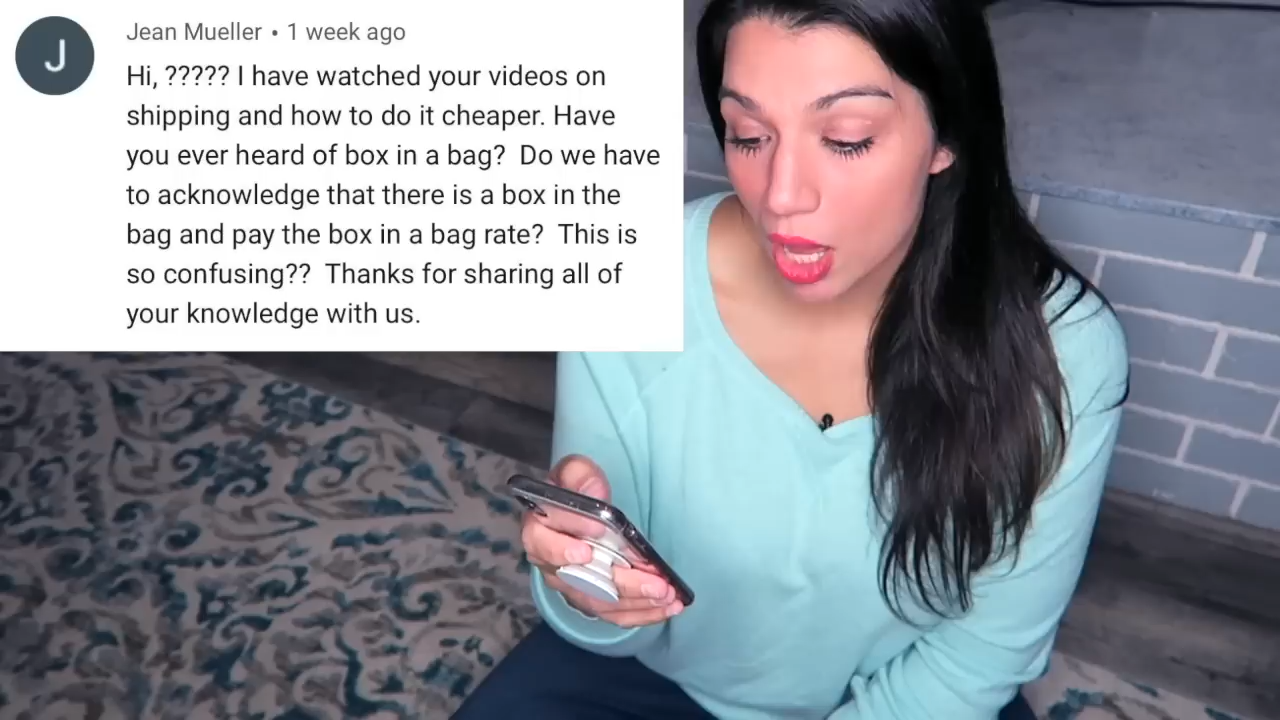 J
Jean Mueller • 1 week ago
Hi, ????? I have watched your videos on
shipping and how to do it cheaper. Have
you ever heard of box in a bag?  Do we have
to acknowledge that there is a box in the
bag and pay the box in a bag rate?  This is
so confusing??  Thanks for sharing all of
your knowledge with us.